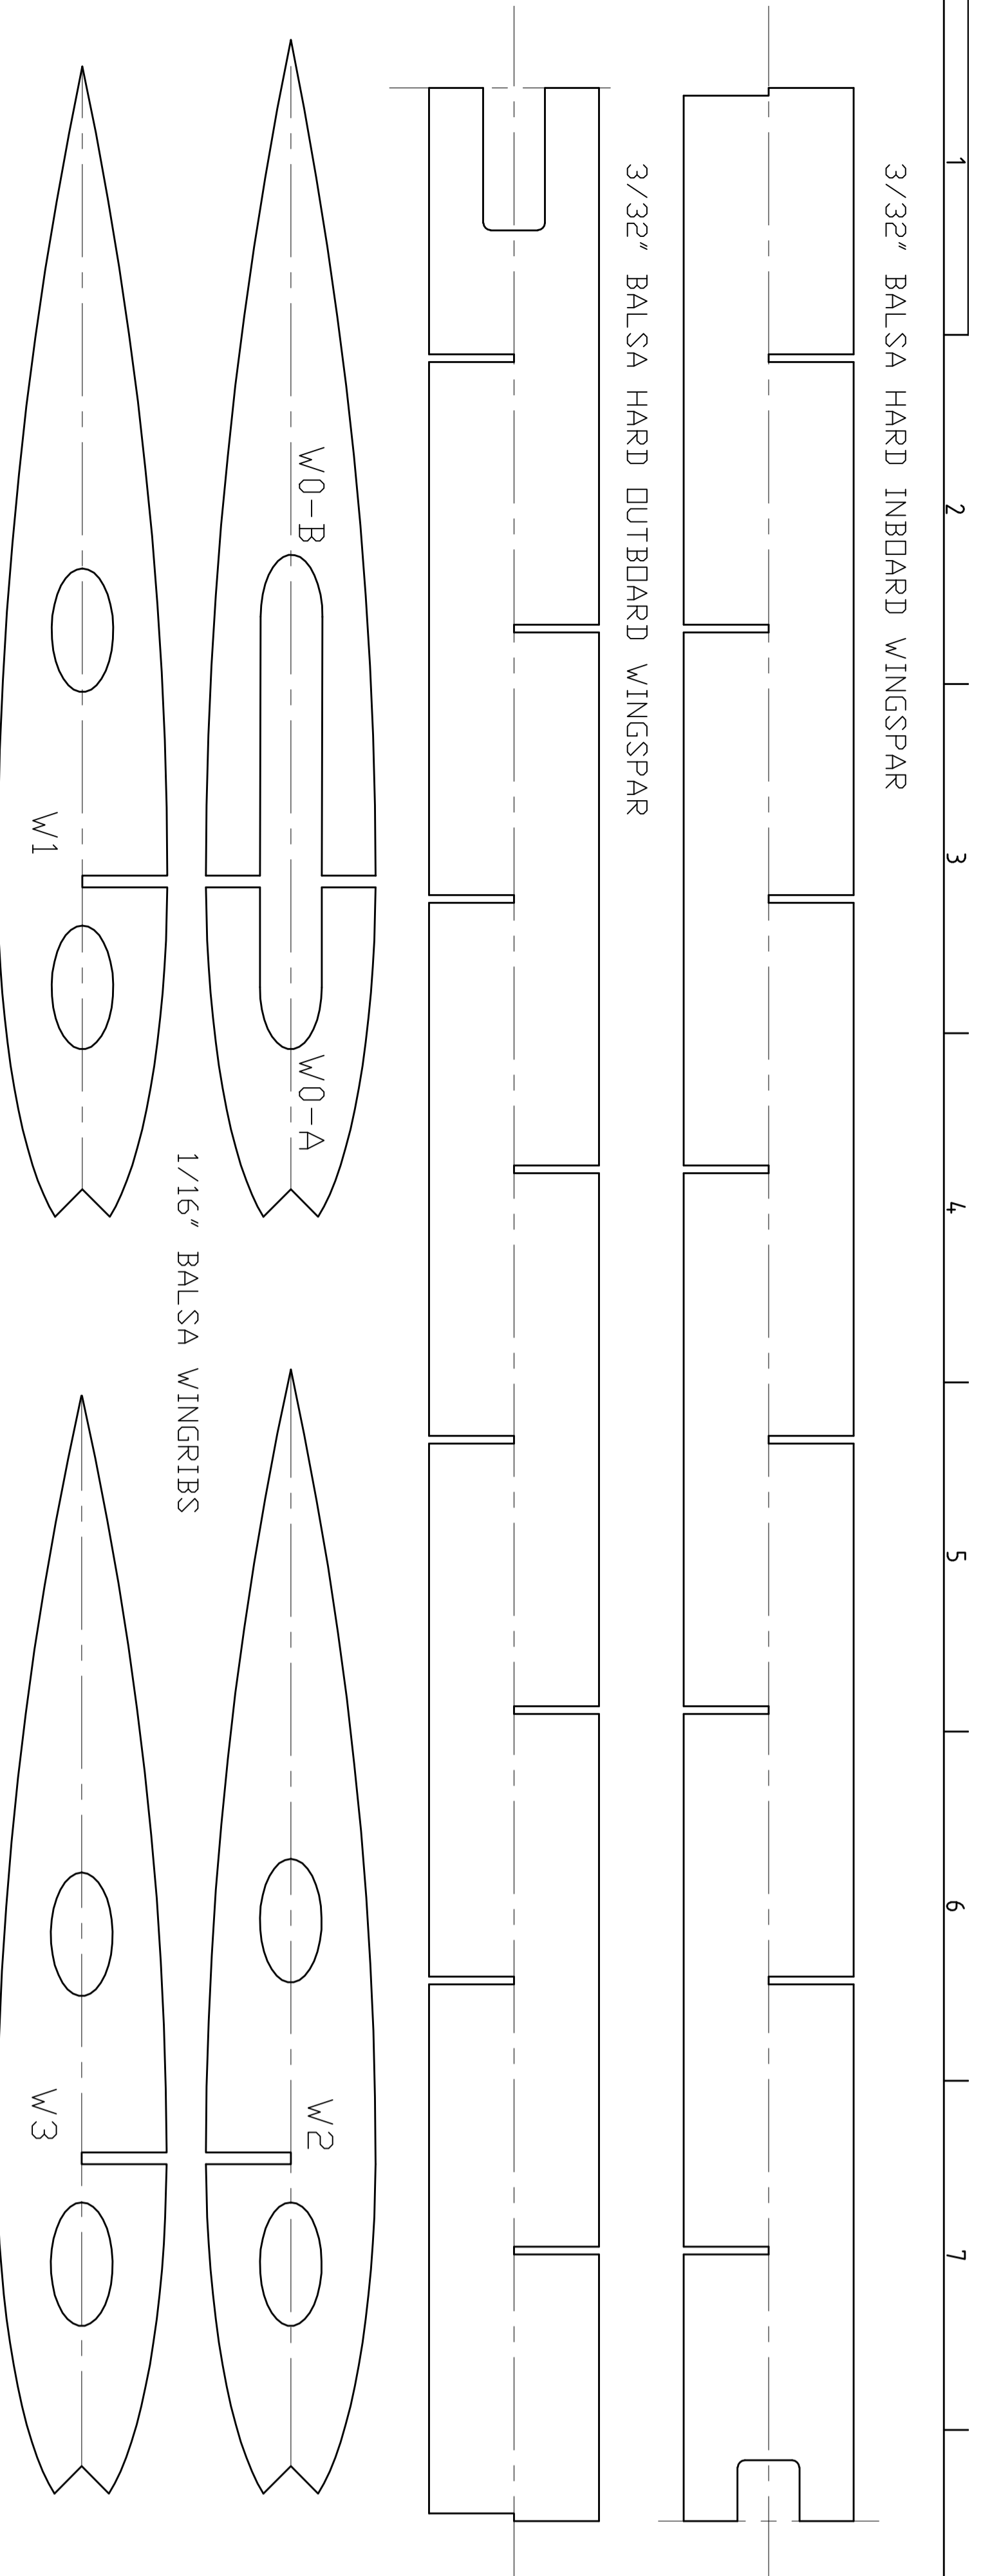 1 2 3 4 5 6 7
3/32" BALSA HARD INBOARD WINGSPAR
3/32" BALSA HARD OUTBOARD WINGSPAR
W0-B
W0-A
W2
1/16" BALSA WINGRIBS
W1
W3